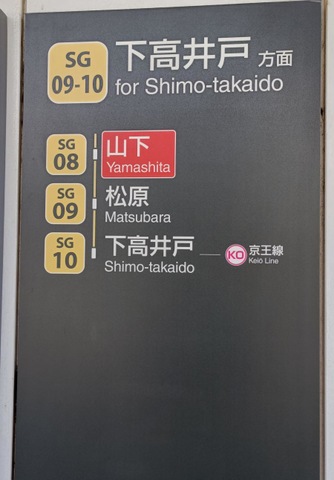 SG
09-10
下高井戸 方面
for Shimo-takaido
SG
08
山下
Yamashita
SG
09
松原
Matsubara
SG
10
下高井戸
Shimo-takaido
KO
京王線
Keiō Line